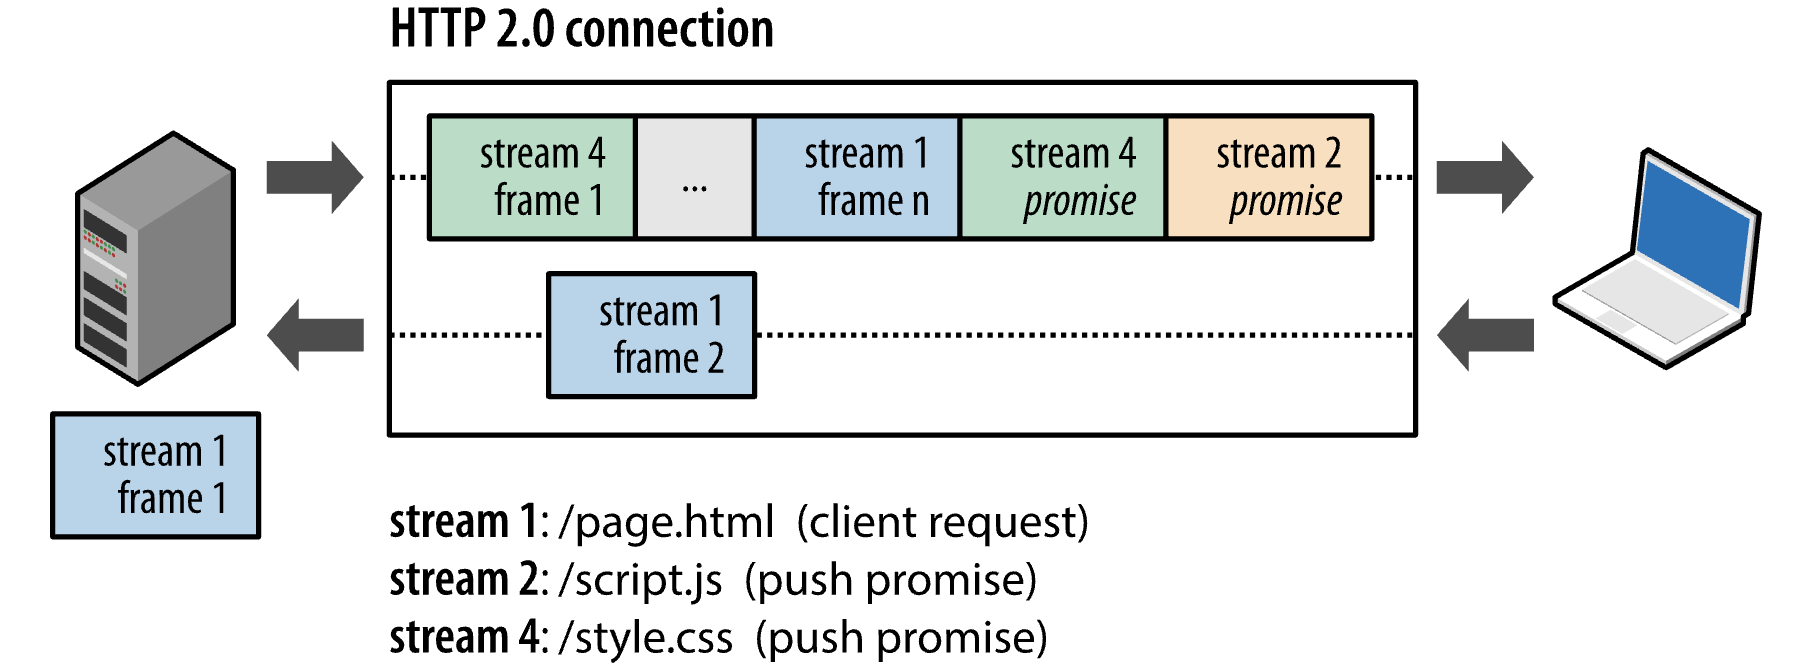 HTTP 2.0 connection
stream 4
frame 1
...
stream 1
frame n
stream 4
promise
stream 2
promise
stream 1
frame 2
stream 1
frame 1
stream 1: /page.html (client request)
stream 2: /script.js (push promise)
stream 4: /style.css (push promise)